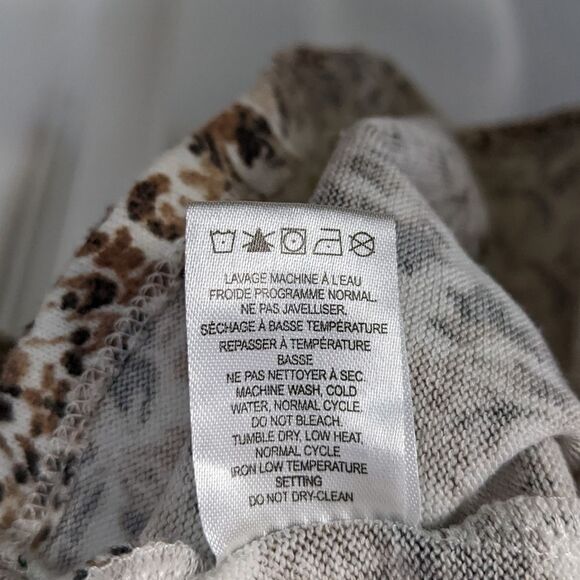 LAVAGE MACHINE À L'EAU
FROIDE PROGRAMME NORMAL.
NE PAS JAVELLISER.
SÉCHAGE À BASSE TEMPÉRATURE
REPASSER À TEMPÉRATURE
BASSE
NE PAS NETTOYER À SEC.
MACHINE WASH, COLD
WATER, NORMAL CYCLE.
DO NOT BLEACH.
TUMBLE DRY, LOW HEAT,
NORMAL CYCLE
IRON LOW TEMPERATURE
SETTING
DO NOT DRY-CLEAN